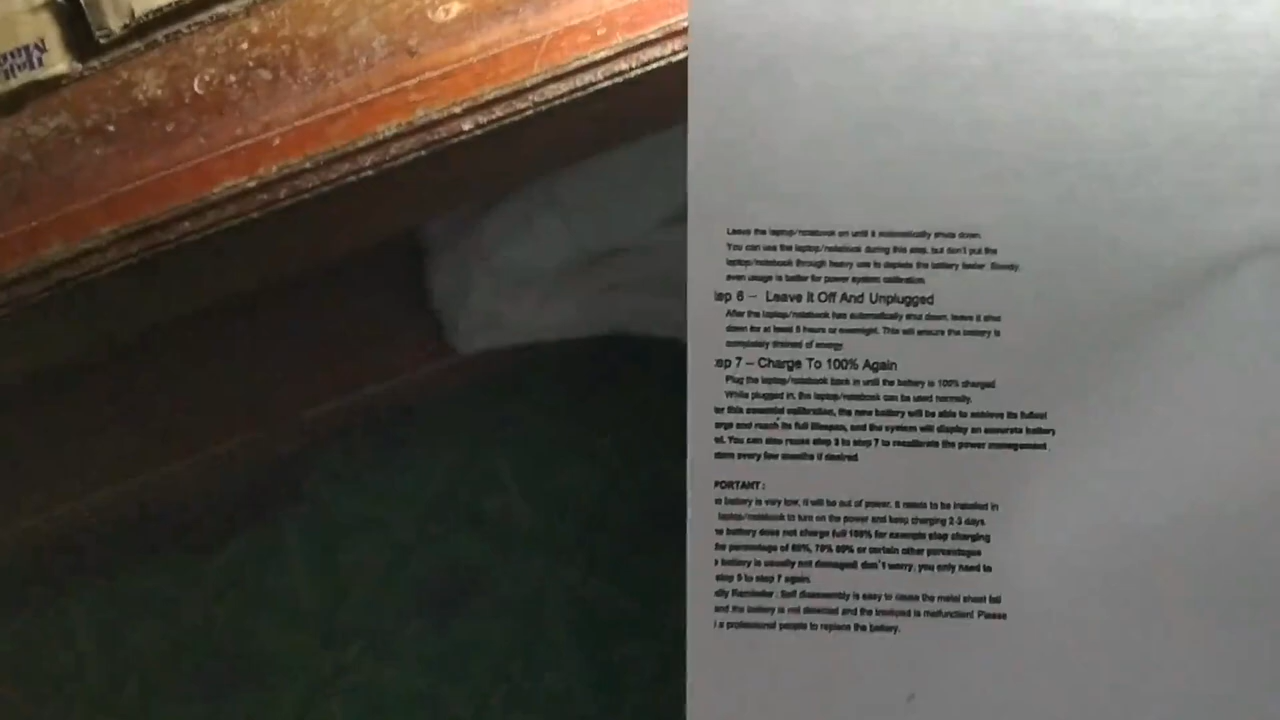 Leave the laptop/notebook on until it automatically shuts down.
You can use the laptop/notebook during this step, but don't put the
laptop/notebook through heavy use to deplete the battery faster. Steady,
even usage is better for power system calibration.
tep 6 – Leave It Off And Unplugged
After the laptop/notebook has automatically shut down, leave it shut
down for at least 5 hours or overnight. This will ensure the battery is
completely drained of energy.
ep 7 – Charge To 100% Again
Plug the laptop/notebook back in until the battery is 100% charged
While plugged in, the laptop/notebook can be used normally.
er this essential calibration, the new battery will be able to achieve its fullest
arge and reach its full lifespan, and the system will display an accurate battery
el. You can also reuse step 3 to step 7 to recalibrate the power management
stem every few months if desired.
PORTANT :
battery is very low, it will be out of power, it needs to be installed in
laptop/notebook to turn on the power and keep charging 2-3 days.
battery does not charge full 100% for example stop charging
he percentage of 60%, 70% 80% or certain other percentages
battery is usually not damaged, don't worry, you only need to
step 5 to step 7 again.
dly Reminder : Self disassembly is easy to cause the metal sheet fall
and the battery is not detected and the is malfunction! Please
a professional people to replace the battery.